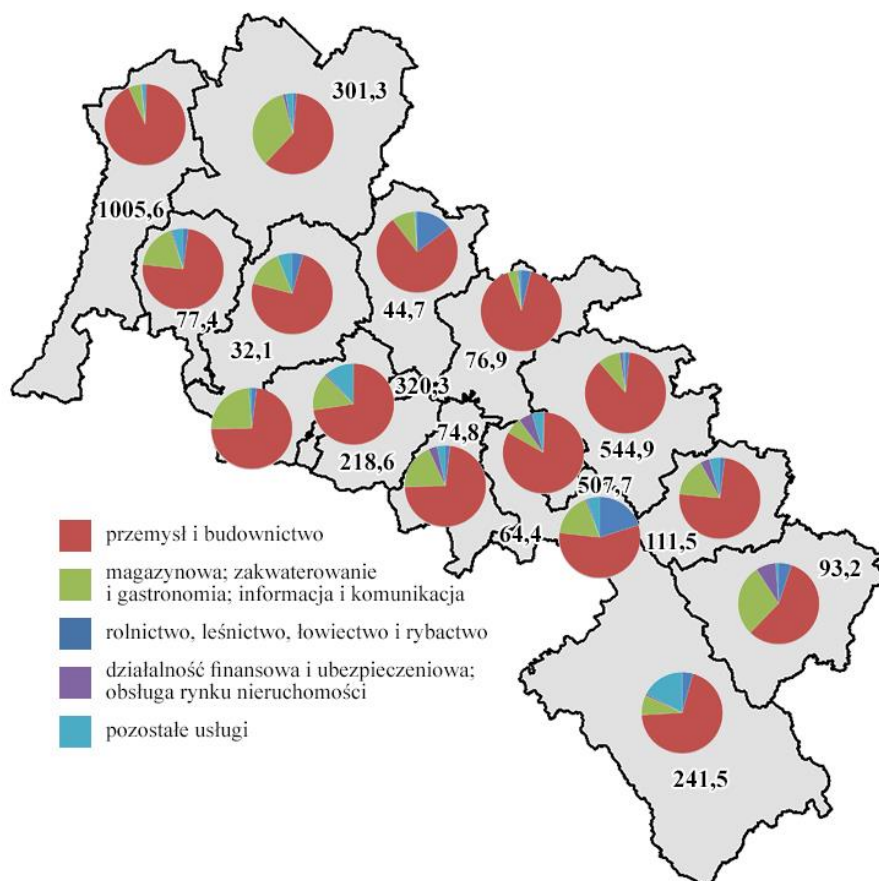 301,3
1005,6
77,4
32,1
44,7
76,9
320,3
74,8
218,6
544,9
507,7
64,4
111,5
93,2
241,5
przemysł i budownictwo
magazynowa; zakwaterowanie
i gastronomia; informacja i komunikacja
rolnictwo, leśnictwo, łowiectwo i rybactwo
działalność finansowa i ubezpieczeniowa;
obsługa rynku nieruchomości
pozostałe usługi